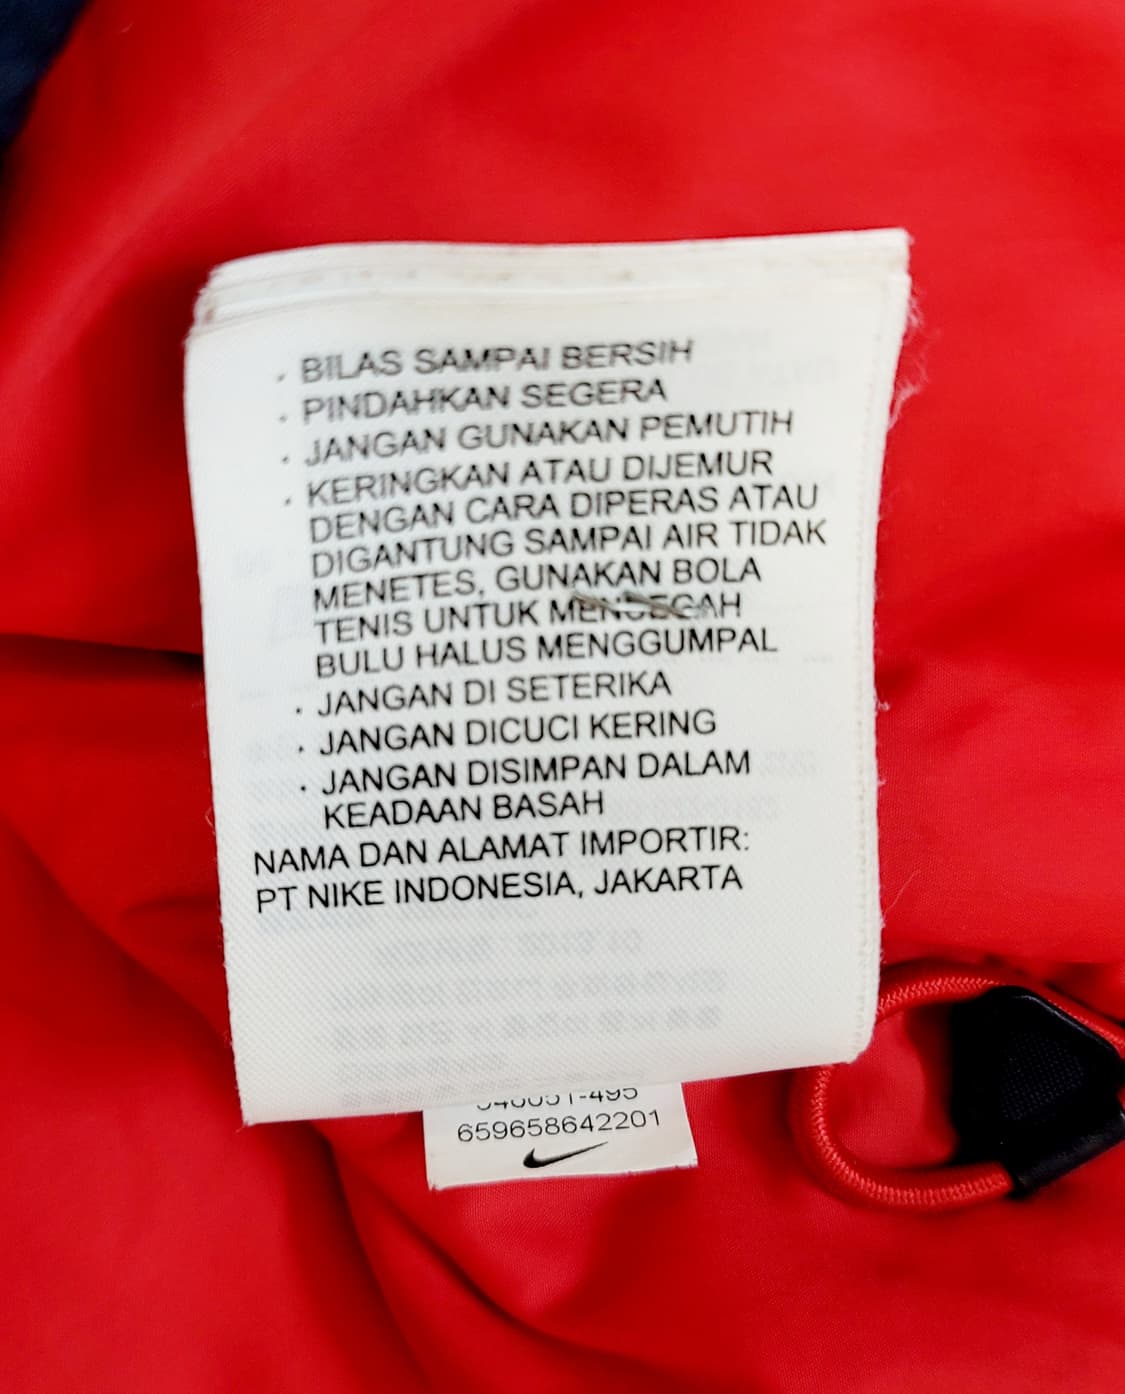 . BILAS SAMPAI BERSIH
. PINDAHKAN SEGERA
. JANGAN GUNAKAN PEMUTIH
. KERINGKAN ATAU DIJEMUR
DENGAN CARA DIPERAS ATAU
DIGANTUNG SAMPAI AIR TIDAK
MENETES, GUNAKAN BOLA
TENIS UNTUK MENCEGAH
BULU HALUS MENGGUMPAL
. JANGAN DI SETERIKA
. JANGAN DICUCI KERING
. JANGAN DISIMPAN DALAM
KEADAAN BASAH
NAMA DAN ALAMAT IMPORTIR:
PT NIKE INDONESIA, JAKARTA
659658642201